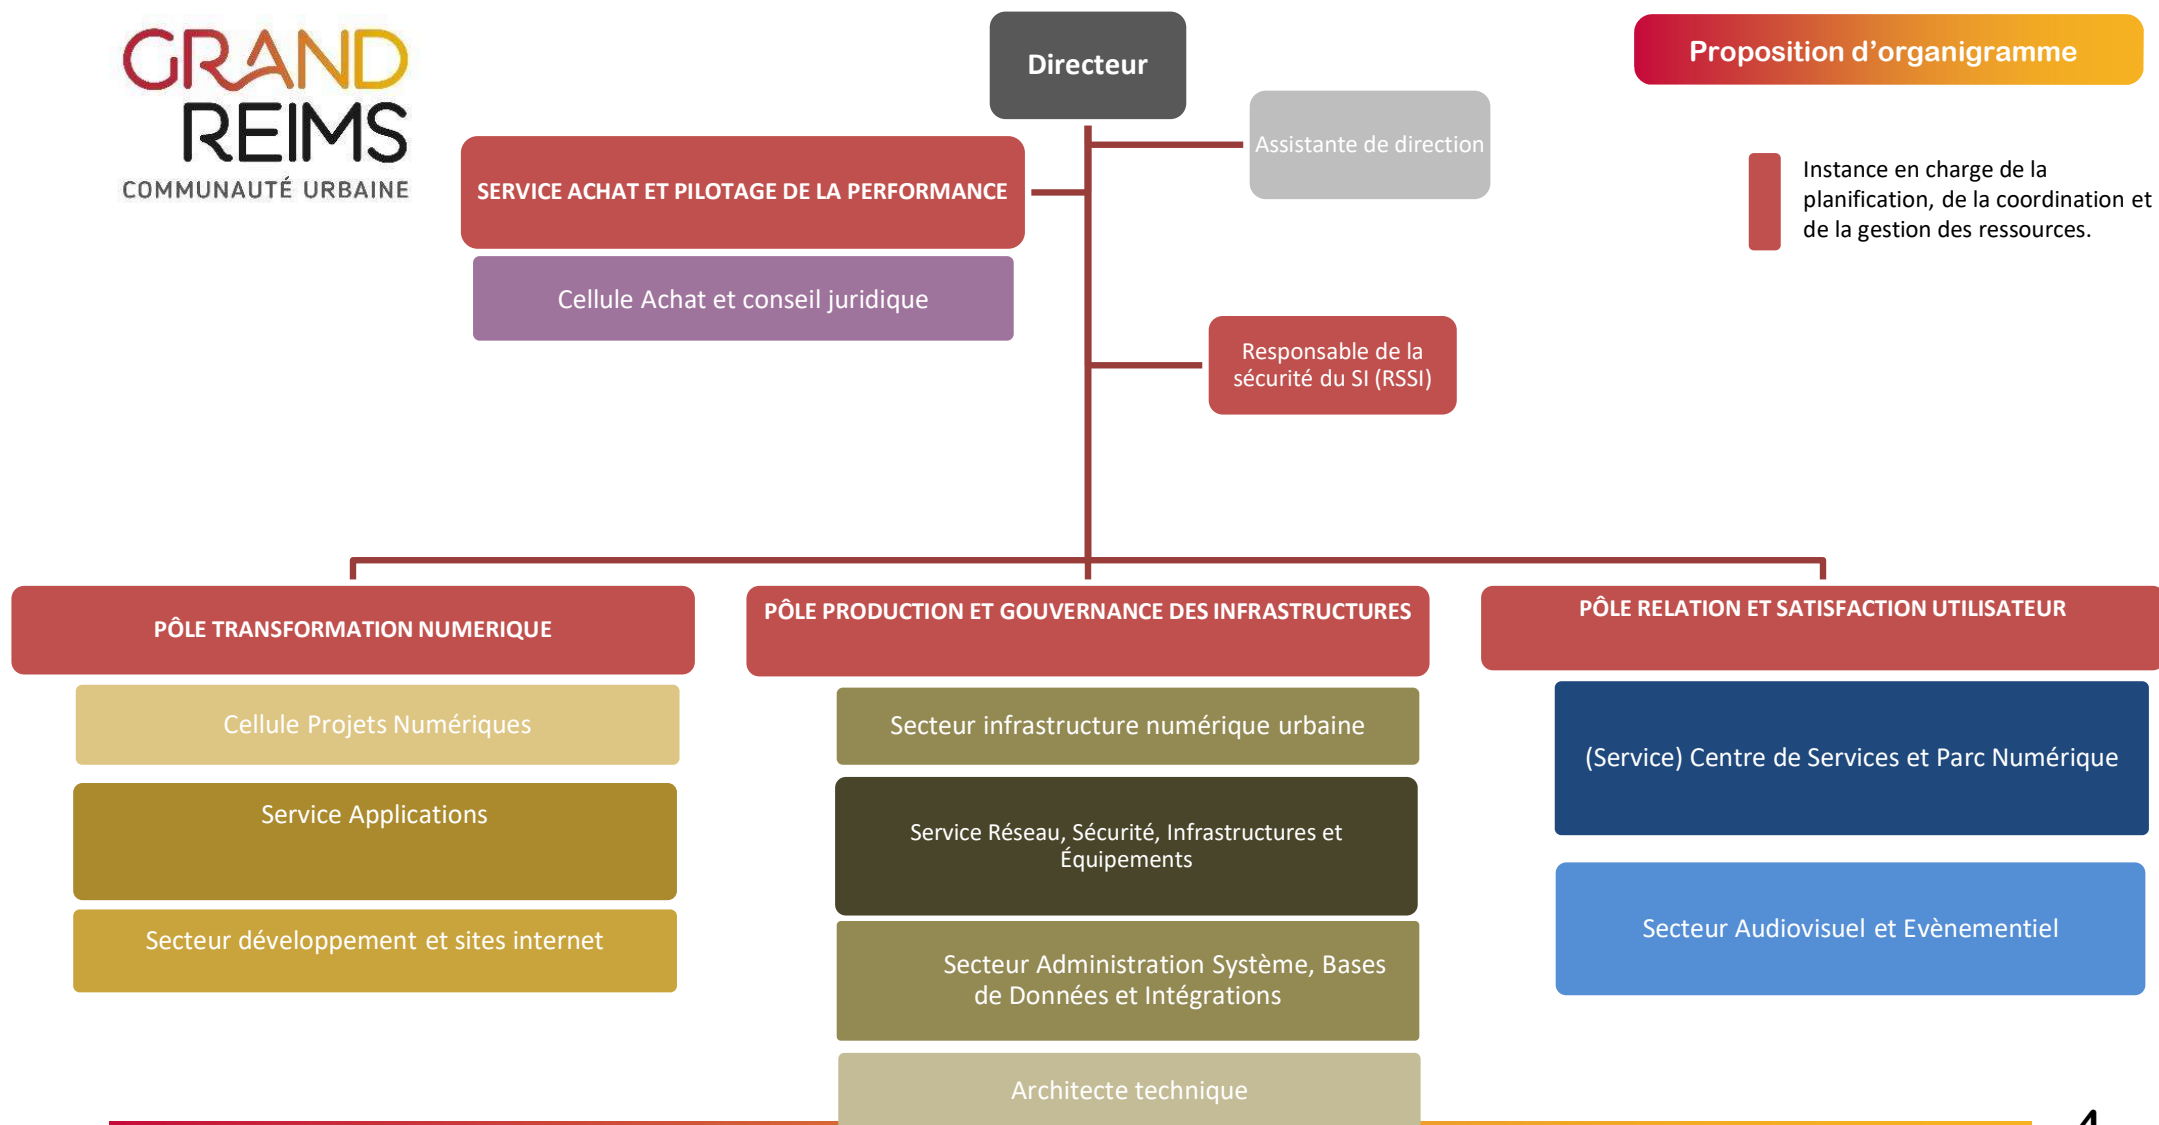 GRAND
REIMS
COMMUNAUTÉ URBAINE
Directeur
Proposition d'organigramme
Assistante de direction
Instance en charge de la
planification, de la coordination et
de la gestion des ressources.
SERVICE ACHAT ET PILOTAGE DE LA PERFORMANCE
Cellule Achat et conseil juridique
Responsable de la
sécurité du SI (RSSI)
PÔLE TRANSFORMATION NUMERIQUE
Cellule Projets Numériques
Service Applications
Secteur développement et sites internet
PÔLE PRODUCTION ET GOUVERNANCE DES INFRASTRUCTURES
Secteur infrastructure numérique urbaine
Service Réseau, Sécurité, Infrastructures et
Équipements
Secteur Administration Système, Bases
de Données et Intégrations
Architecte technique
PÔLE RELATION ET SATISFACTION UTILISATEUR
(Service) Centre de Services et Parc Numérique
Secteur Audiovisuel et Evènementiel
4